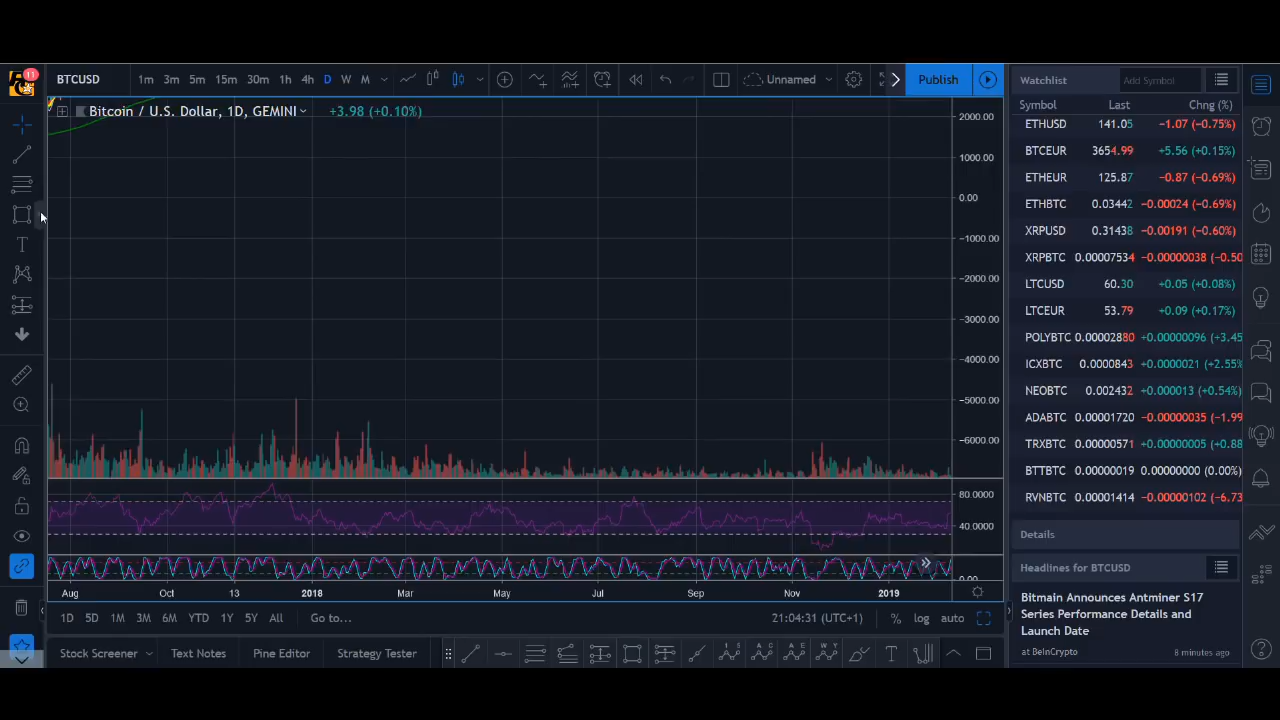 11
BTCUSD
1m 3m 5m 15m 30m 1h 4h D W M
Unnamed
Publish
Bitcoin / U.S. Dollar, 1D, GEMINI
+3.98 (+0.10%)
2000.00
1000.00
0.00
−1000.00
−2000.00
−3000.00
−4000.00
−5000.00
−6000.00
80.0000
40.0000
0.00
Aug Oct 13 2018 Mar May Jul Sep Nov 2019
1D 5D 1M 3M 6M YTD 1Y 5Y All Go to...
21:04:31 (UTC+1) % log auto
Stock Screener Text Notes Pine Editor Strategy Tester
Watchlist Add Symbol
Symbol Last Chng (%)
ETHUSD 141.05 −1.07 (−0.75%)
BTCEUR 3654.99 +5.56 (+0.15%)
ETHEUR 125.87 −0.87 (−0.69%)
ETHBTC 0.03442 −0.00024 (−0.69%)
XRPUSD 0.31438 −0.00191 (−0.60%)
XRPBTC 0.00007534 −0.00000038 (−0.50
LTCUSD 60.30 +0.05 (+0.08%)
LTCEUR 53.79 +0.09 (+0.17%)
POLYBTC 0.00002880 +0.00000096 (+3.45
ICXBTC 0.0000843 +0.0000021 (+2.55%
NEOBTC 0.002432 +0.000013 (+0.54%)
ADABTC 0.00001720 −0.00000035 (−1.99
TRXBTC 0.00000571 +0.00000005 (+0.88
BTTBTC 0.00000019 0.00000000 (0.00%)
RVNBTC 0.00001414 −0.00000102 (−6.73
Details
Headlines for BTCUSD
Bitmain Announces Antminer S17
Series Performance Details and
Launch Date
at BeInCrypto 8 minutes ago